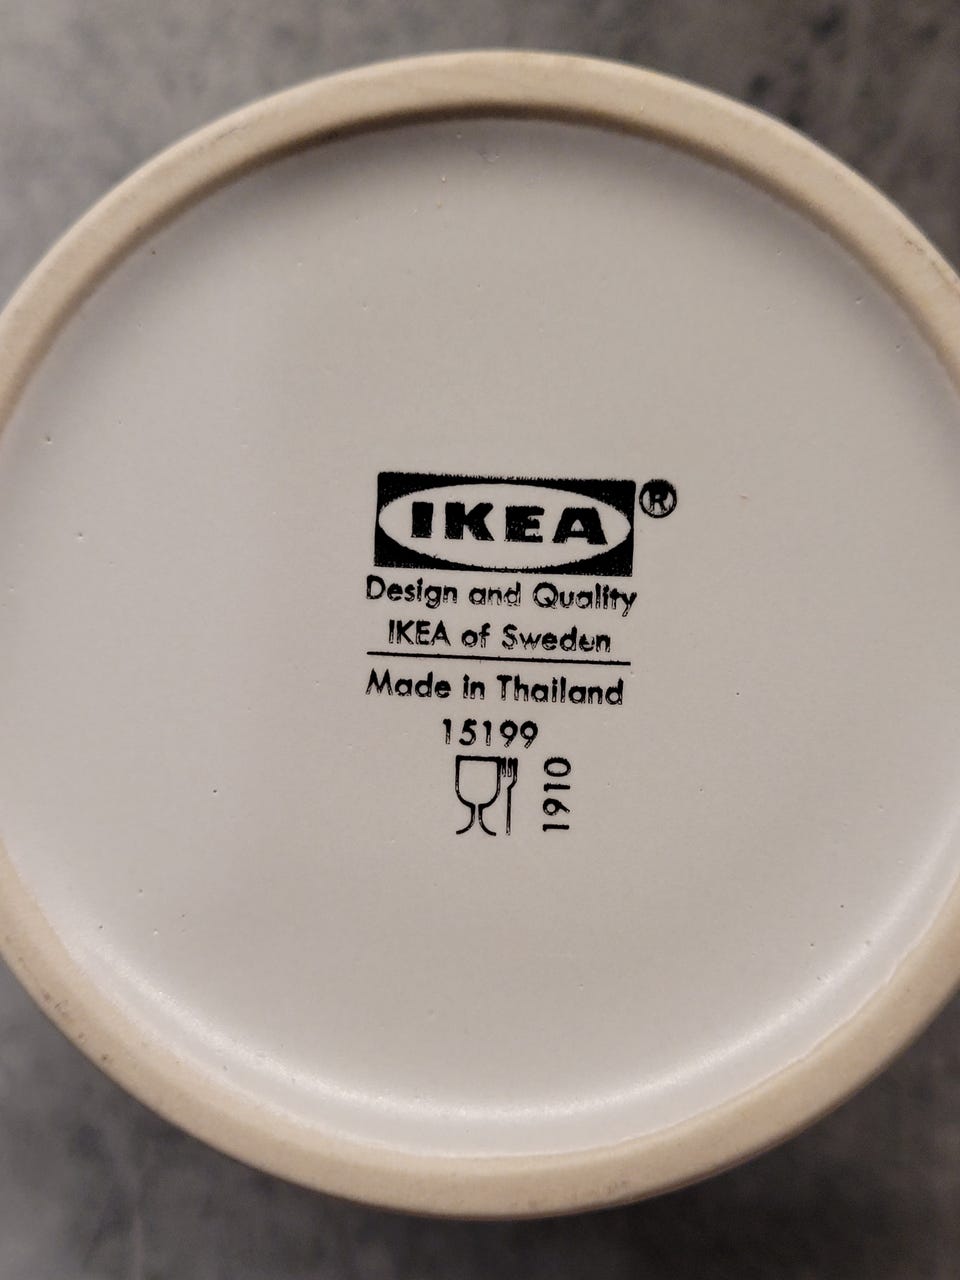 IKEA®
Design and Quality
IKEA of Sweden
Made in Thailand
15199
1910